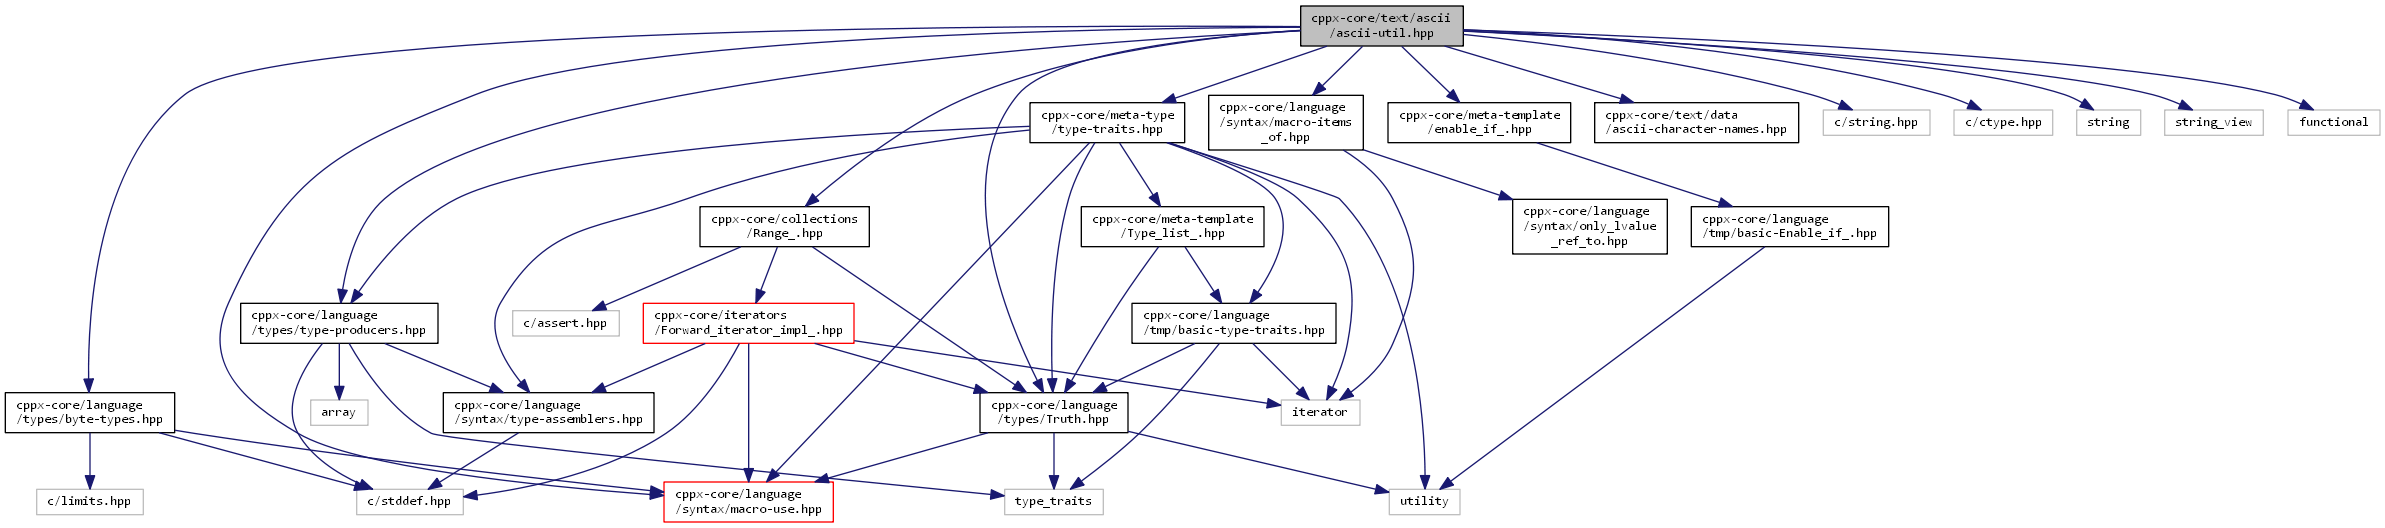 cppx-core/text/ascii
/ascii-util.hpp
cppx-core/meta-type
/type-traits.hpp
cppx-core/language
/syntax/macro-items
_of.hpp
cppx-core/meta-template
/enable_if_.hpp
cppx-core/text/data
/ascii-character-names.hpp
c/string.hpp
c/ctype.hpp
string
string_view
functional
cppx-core/collections
/Range_.hpp
cppx-core/meta-template
/Type_list_.hpp
cppx-core/language
/syntax/only_lvalue
_ref_to.hpp
cppx-core/language
/tmp/basic-Enable_if_.hpp
cppx-core/language
/types/type-producers.hpp
c/assert.hpp
cppx-core/iterators
/Forward_iterator_impl_.hpp
cppx-core/language
/tmp/basic-type-traits.hpp
cppx-core/language
/types/byte-types.hpp
array
cppx-core/language
/syntax/type-assemblers.hpp
cppx-core/language
/types/Truth.hpp
iterator
c/limits.hpp
c/stddef.hpp
cppx-core/language
/syntax/macro-use.hpp
type_traits
utility